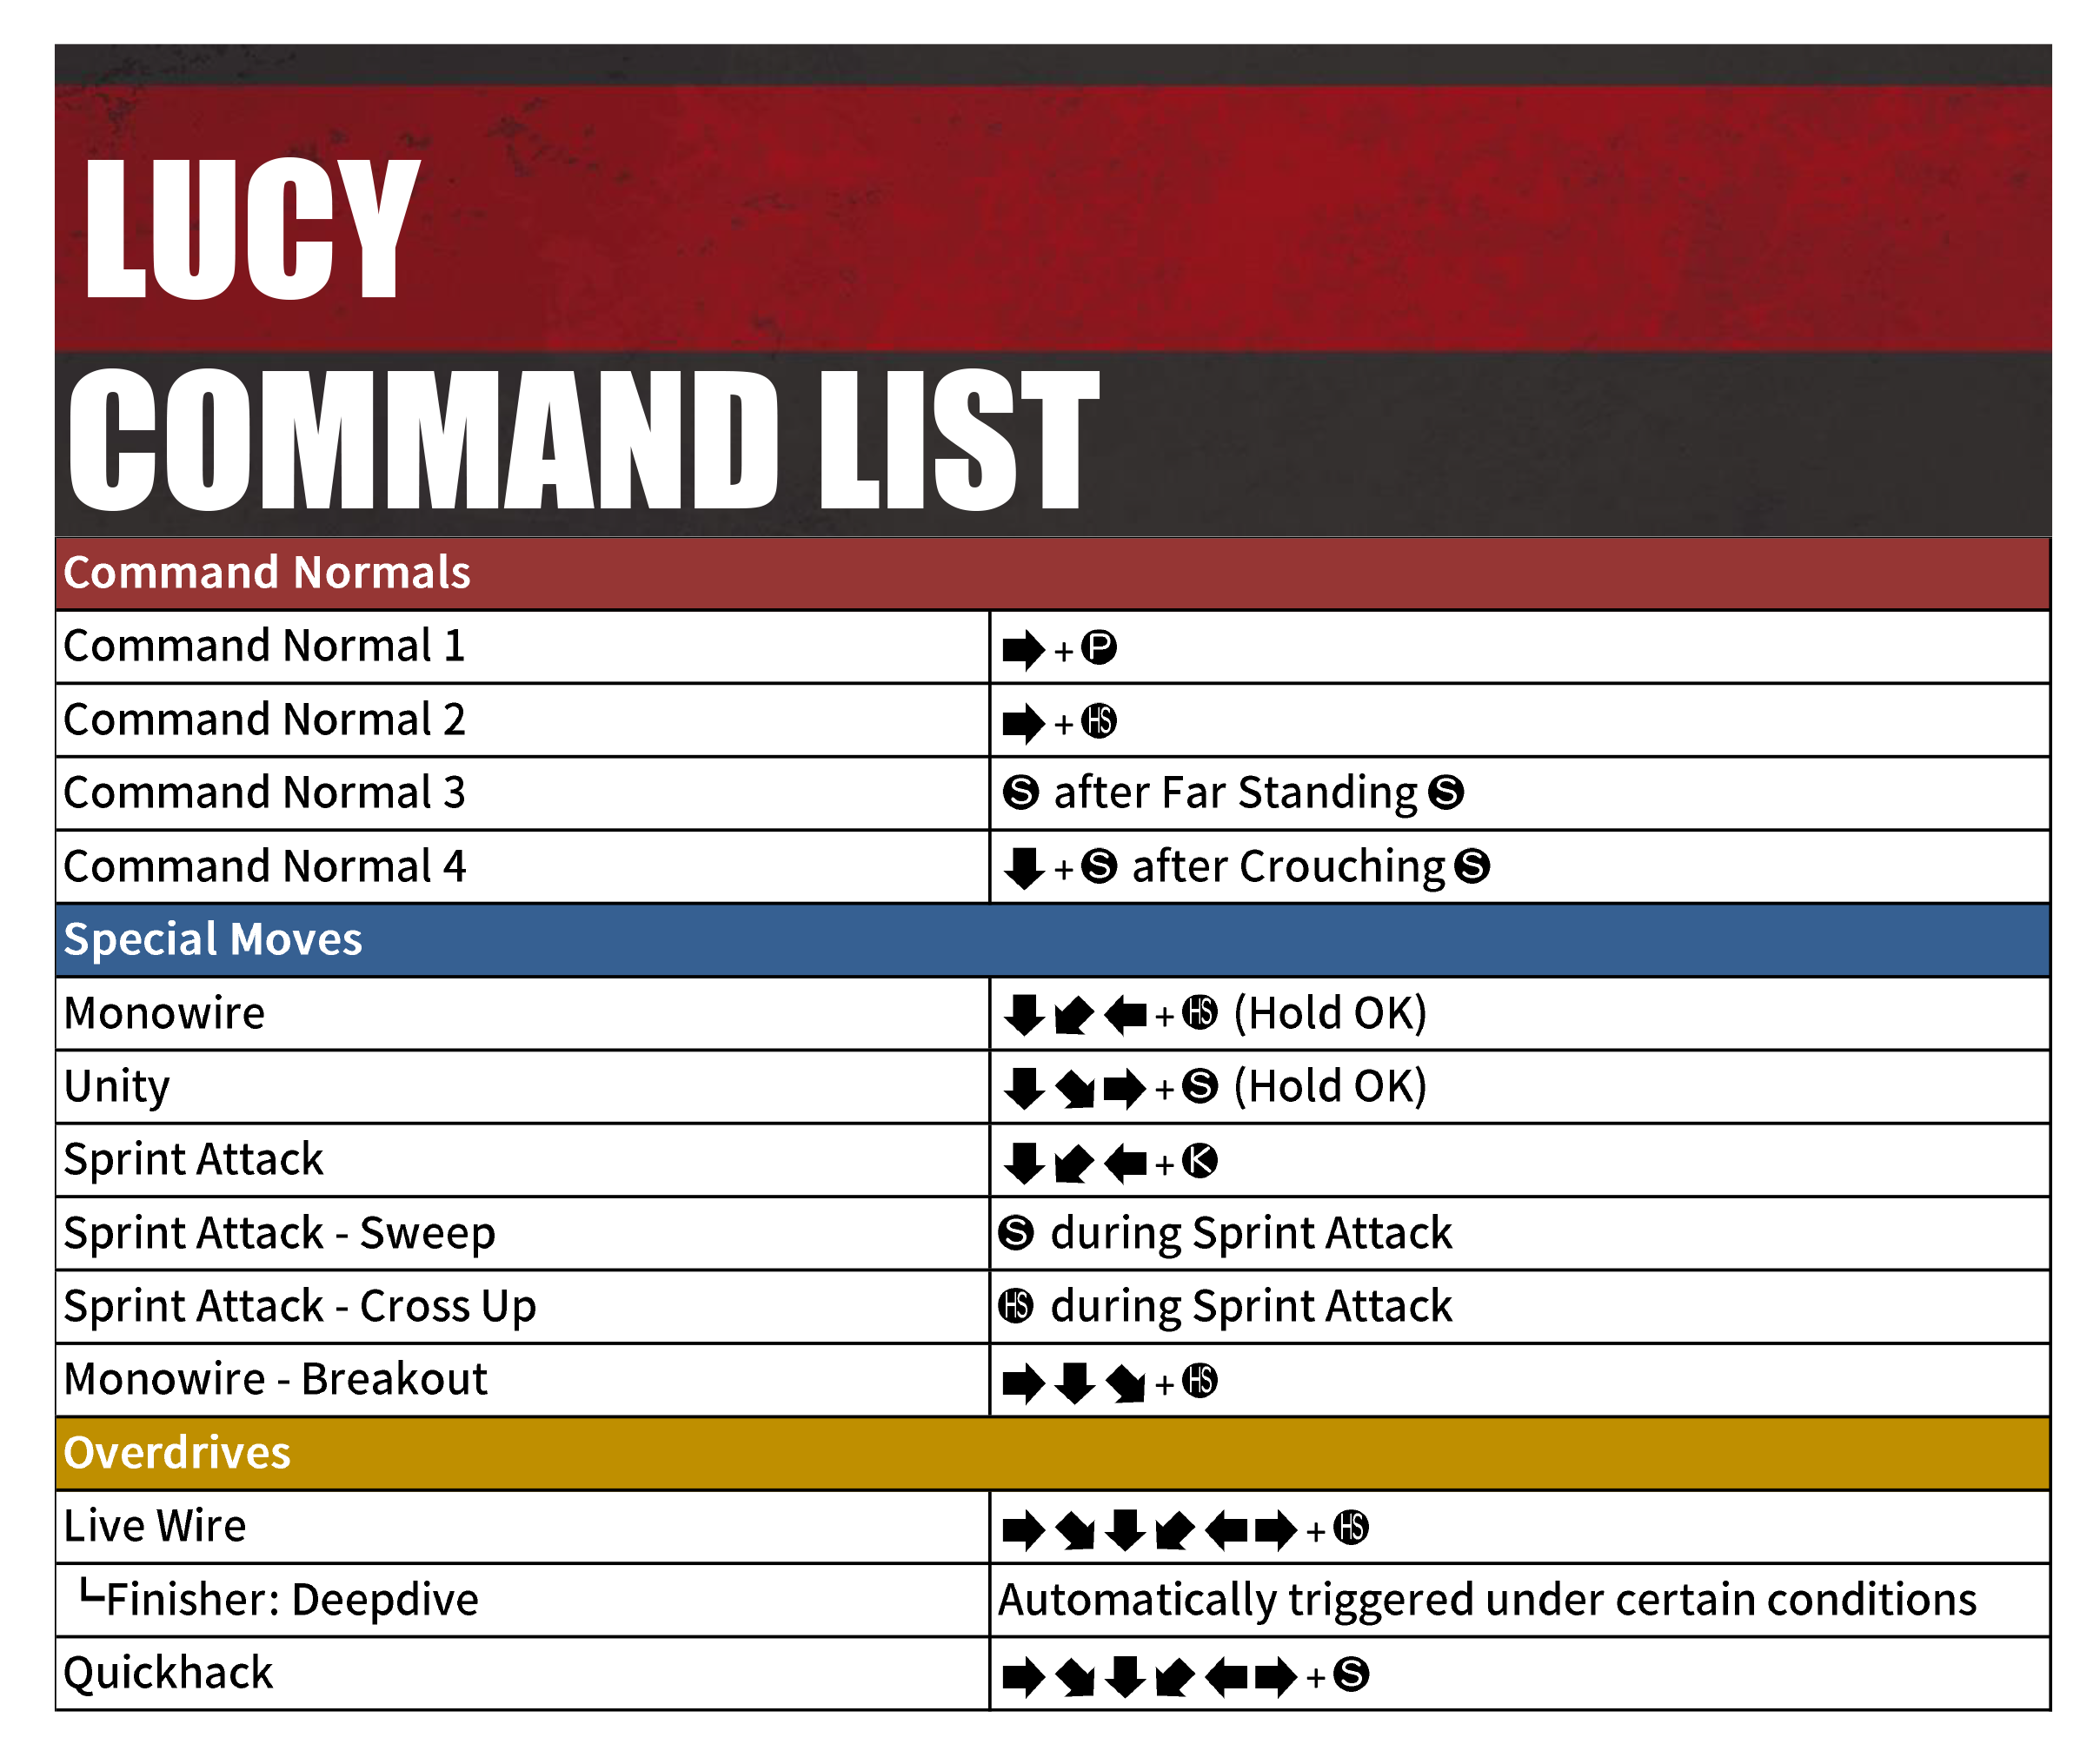 LUCY
COMMAND LIST
Command Normals
Command Normal 1 ➡+Ⓟ
Command Normal 2 ➡+HS
Command Normal 3 Ⓢ after Far Standing Ⓢ
Command Normal 4 ⬇+Ⓢ after Crouching Ⓢ
Special Moves
Monowire ⬇⬋⬅+HS (Hold OK)
Unity ⬇⬊➡+Ⓢ (Hold OK)
Sprint Attack ⬇⬋⬅+Ⓚ
Sprint Attack - Sweep Ⓢ during Sprint Attack
Sprint Attack - Cross Up HS during Sprint Attack
Monowire - Breakout ➡⬇⬊+HS
Overdrives
Live Wire ➡⬊⬇⬋⬅➡+HS
┗Finisher: Deepdive Automatically triggered under certain conditions
Quickhack ➡⬊⬇⬋⬅➡+Ⓢ